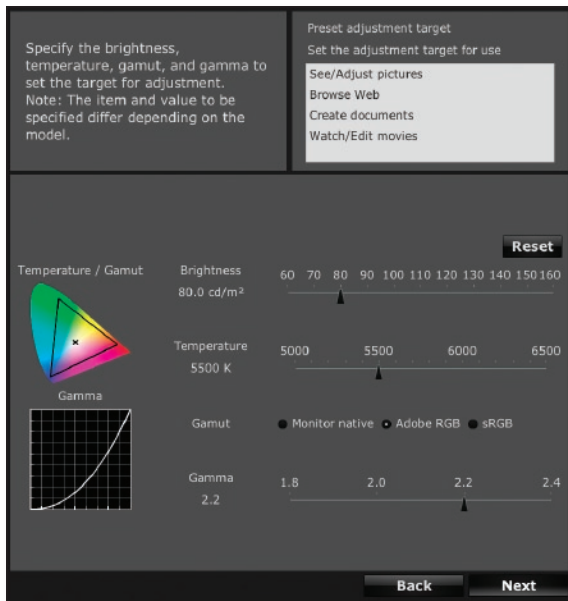 Specify the brightness,
temperature, gamut, and gamma to
set the target for adjustment.
Note: The item and value to be
specified differ depending on the
model.
Preset adjustment target
Set the adjustment target for use
See/Adjust pictures
Browse Web
Create documents
Watch/Edit movies
Reset
Temperature / Gamut
Brightness
80.0 cd/m²
60 70 80 90 100 110 120 130 140 150 160
Temperature
5500 K
5000 5500 6000 6500
Gamma
Gamut
Monitor native Adobe RGB sRGB
Gamma
2.2
1.8 2.0 2.2 2.4
Back Next